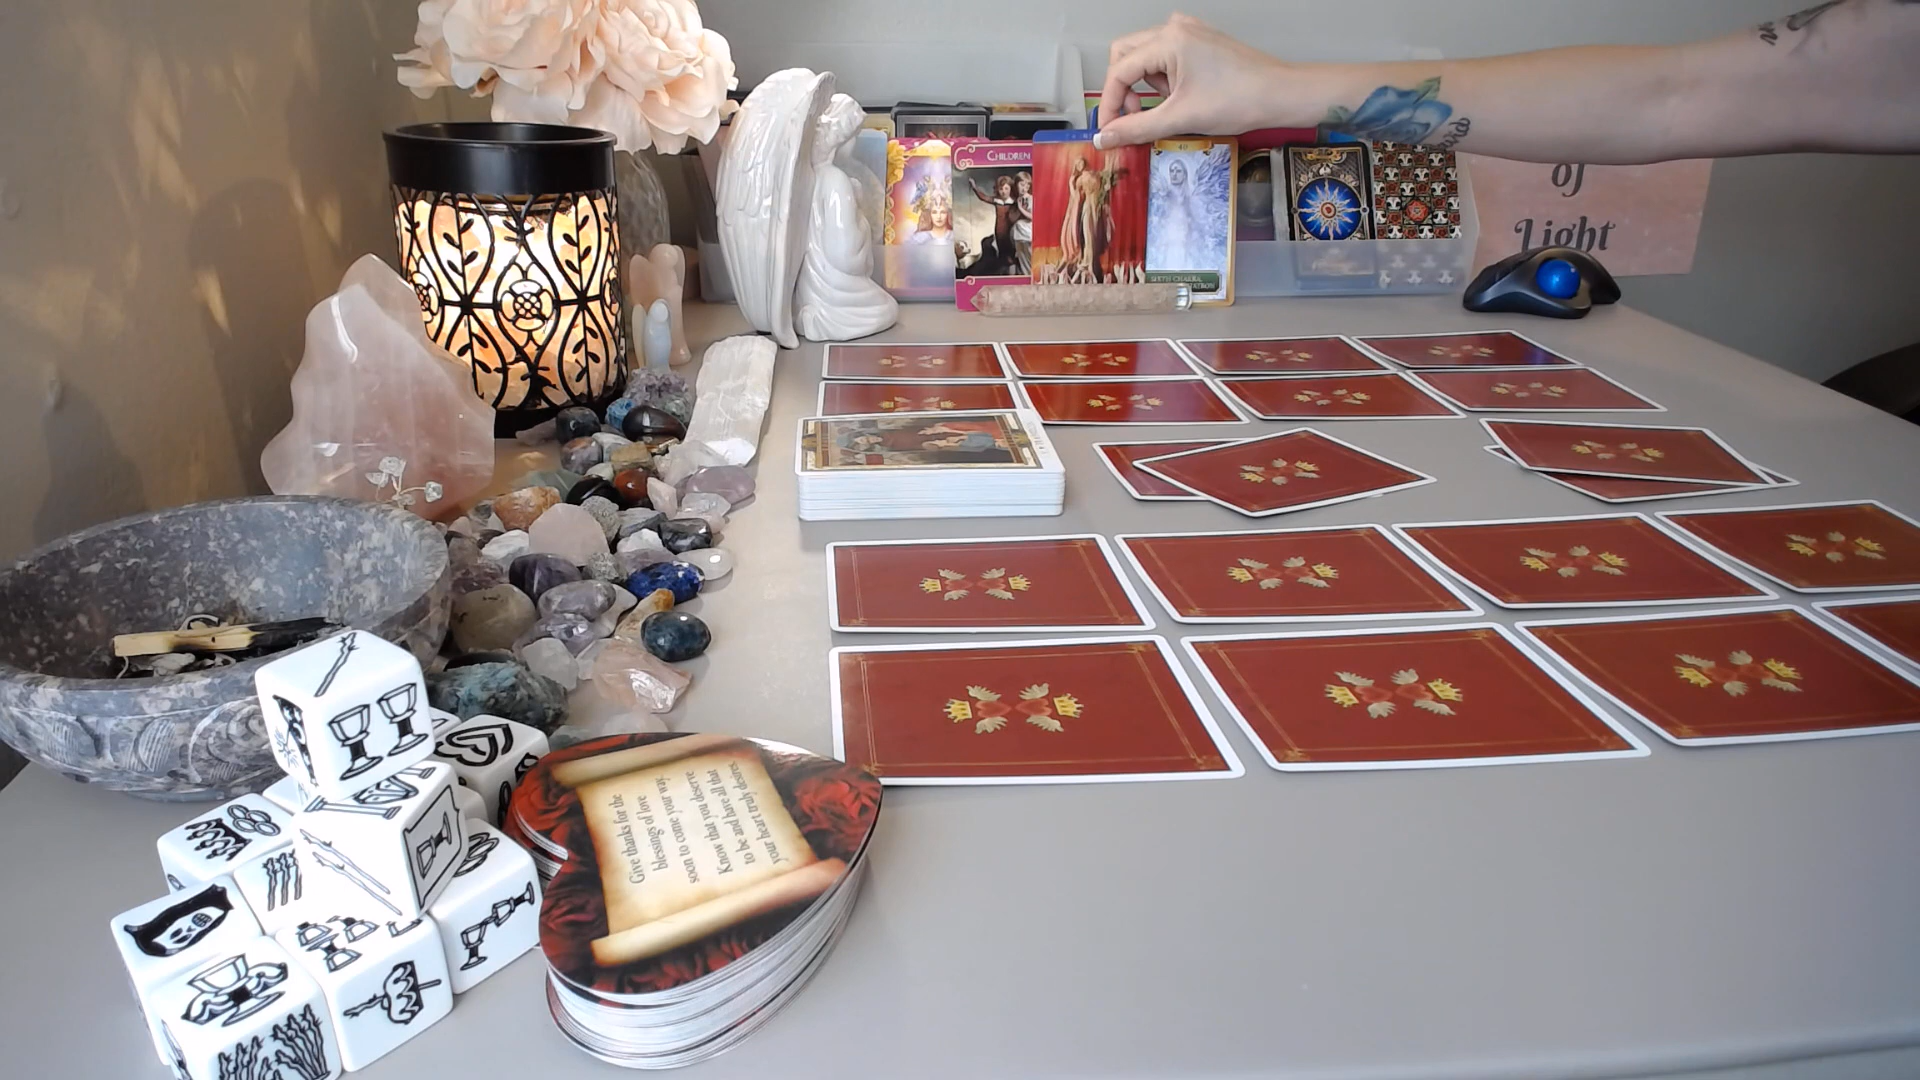 CHILDREN
40
of
Light
SIXTH CHAKRA
Give thanks for the
blessings of love
soon to come your way.
Know that you deserve
to be and have all that
your heart truly desires.